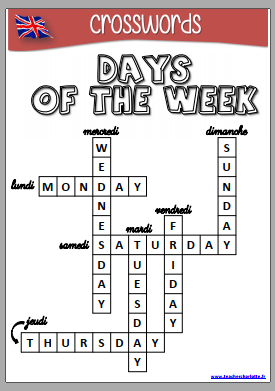 CROSSWORDS
DAYS
OF THE WEEK
mercredi
dimanche
WEDNESDAY
SUNDAY
lundi
MONDAY
vendredi
mardi
FRIDAY
samedi
SATURDAY
TUESDAY
jeudi
THURSDAY
www.teachercharlotte.fr